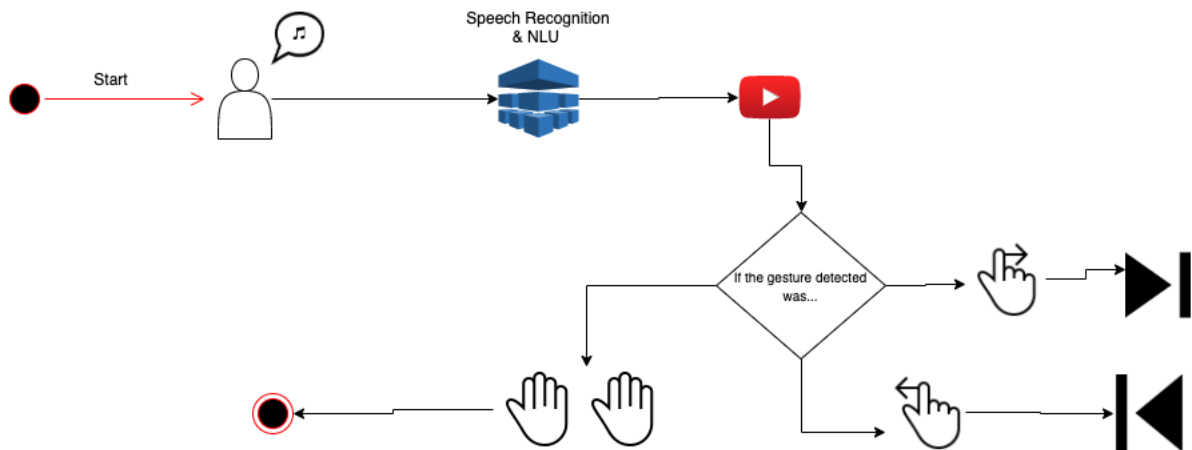 Speech Recognition
& NLU
Start
If the gesture detected
was...